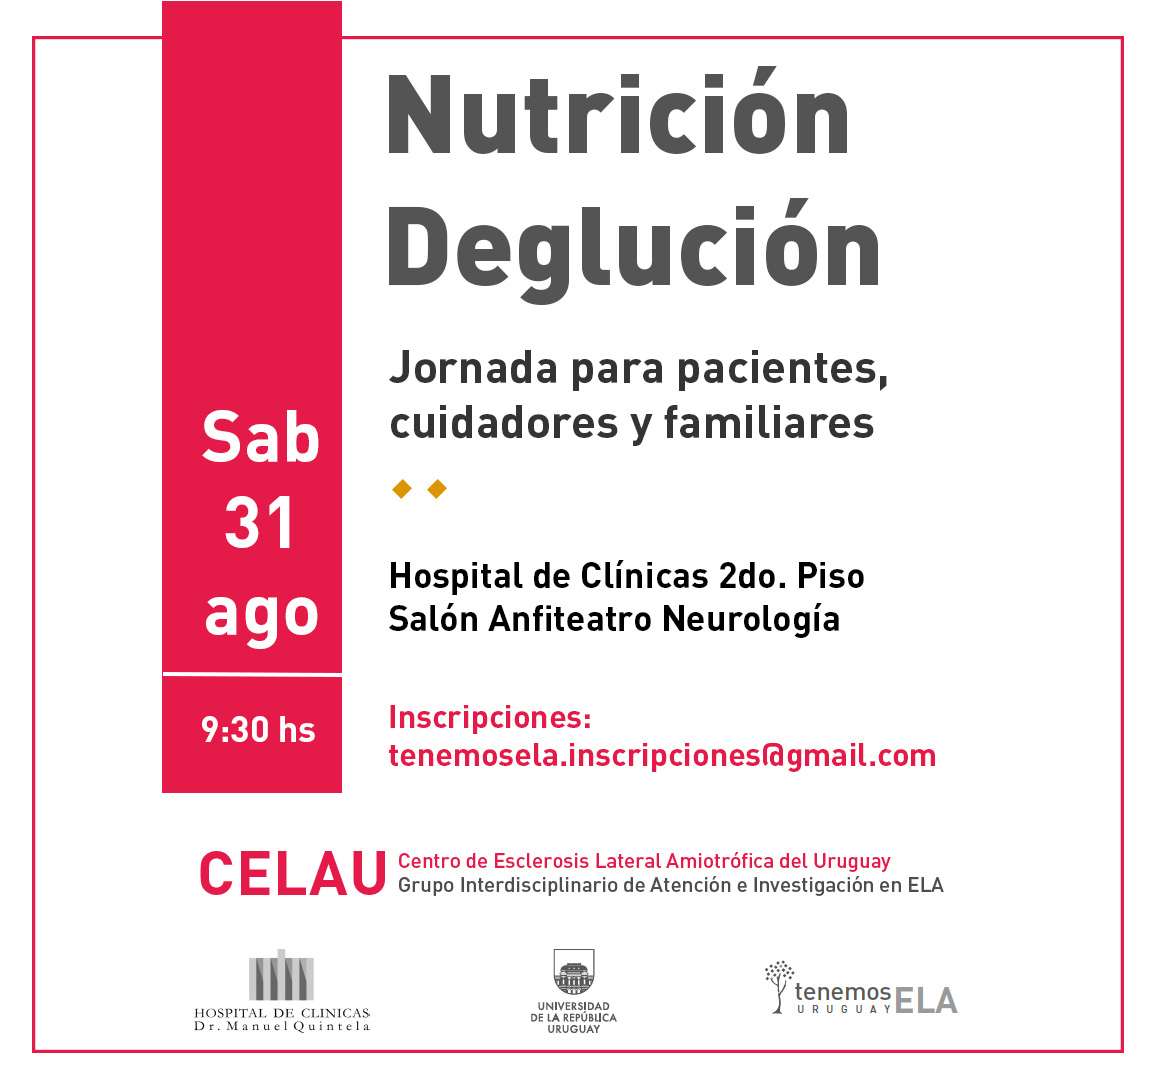 Nutrición
Deglución
Jornada para pacientes,
cuidadores y familiares
Sab
31
ago
9:30 hs
Hospital de Clínicas 2do. Piso
Salón Anfiteatro Neurología
Inscripciones:
tenemosela.inscripciones@gmail.com
CELAU
Centro de Esclerosis Lateral Amiotrófica del Uruguay
Grupo Interdisciplinario de Atención e Investigación en ELA
HOSPITAL DE CLINICAS
Dr. Manuel Quintela
UNIVERSIDAD
DE LA REPÚBLICA
URUGUAY
tenemos ELA
URUGUAY